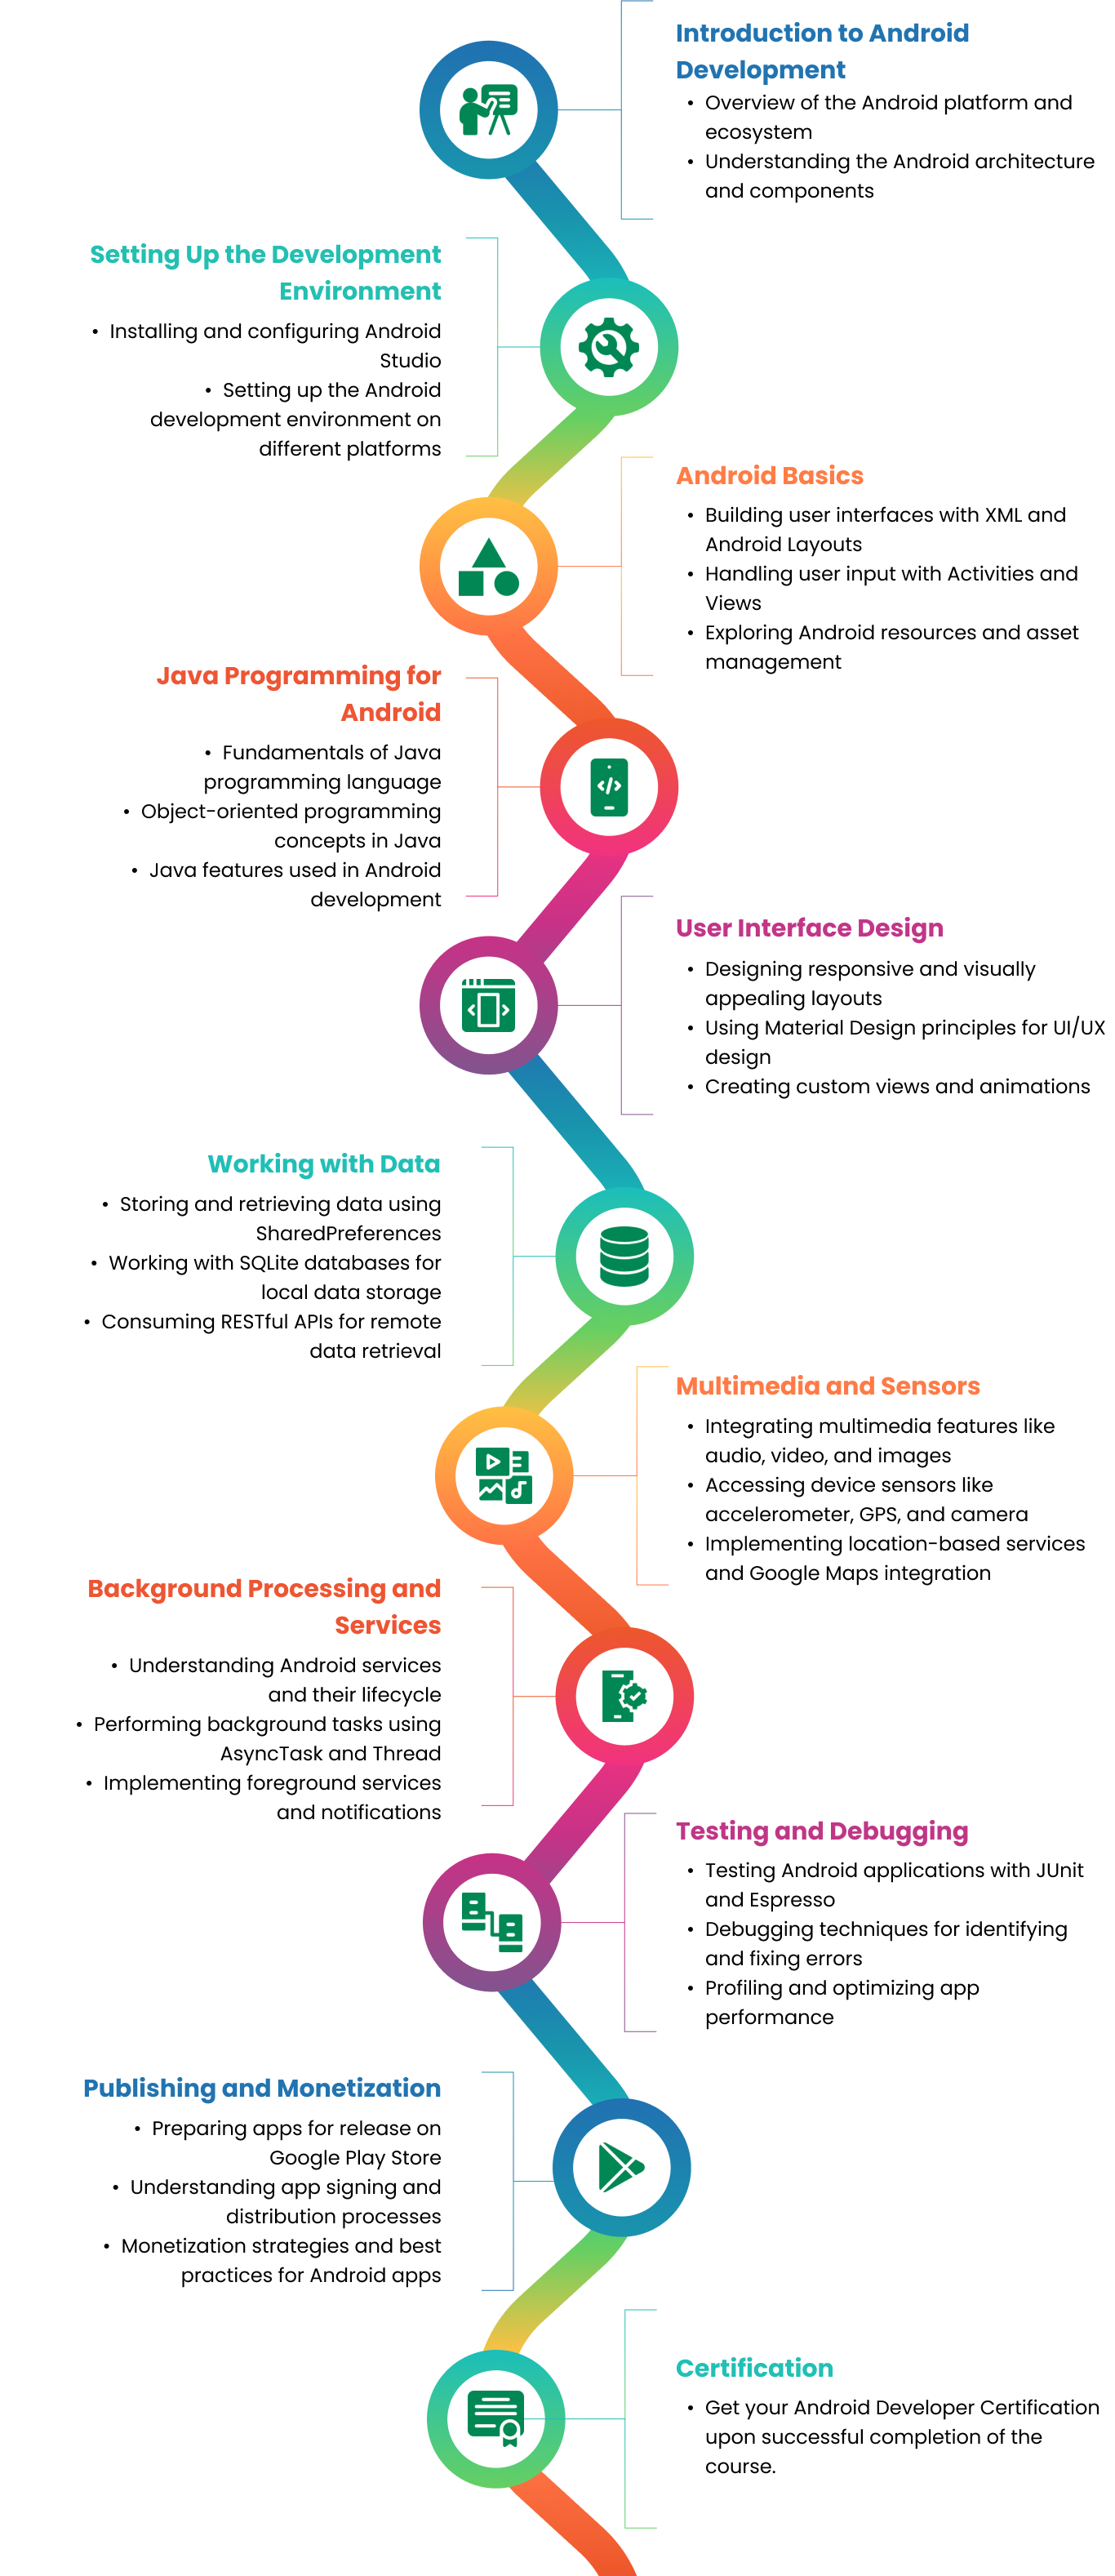 Introduction to Android
Development
• Overview of the Android platform and
ecosystem
• Understanding the Android architecture
and components
Setting Up the Development
Environment
• Installing and configuring Android
Studio
• Setting up the Android
development environment on
different platforms
Android Basics
• Building user interfaces with XML and
Android Layouts
• Handling user input with Activities and
Views
• Exploring Android resources and asset
management
Java Programming for
Android
• Fundamentals of Java
programming language
• Object-oriented programming
concepts in Java
• Java features used in Android
development
User Interface Design
• Designing responsive and visually
appealing layouts
• Using Material Design principles for UI/UX
design
• Creating custom views and animations
Working with Data
• Storing and retrieving data using
SharedPreferences
• Working with SQLite databases for
local data storage
• Consuming RESTful APIs for remote
data retrieval
Multimedia and Sensors
• Integrating multimedia features like
audio, video, and images
• Accessing device sensors like
accelerometer, GPS, and camera
• Implementing location-based services
and Google Maps integration
Background Processing and
Services
• Understanding Android services
and their lifecycle
• Performing background tasks using
AsyncTask and Thread
• Implementing foreground services
and notifications
Testing and Debugging
• Testing Android applications with JUnit
and Espresso
• Debugging techniques for identifying
and fixing errors
• Profiling and optimizing app
performance
Publishing and Monetization
• Preparing apps for release on
Google Play Store
• Understanding app signing and
distribution processes
• Monetization strategies and best
practices for Android apps
Certification
• Get your Android Developer Certification
upon successful completion of the
course.